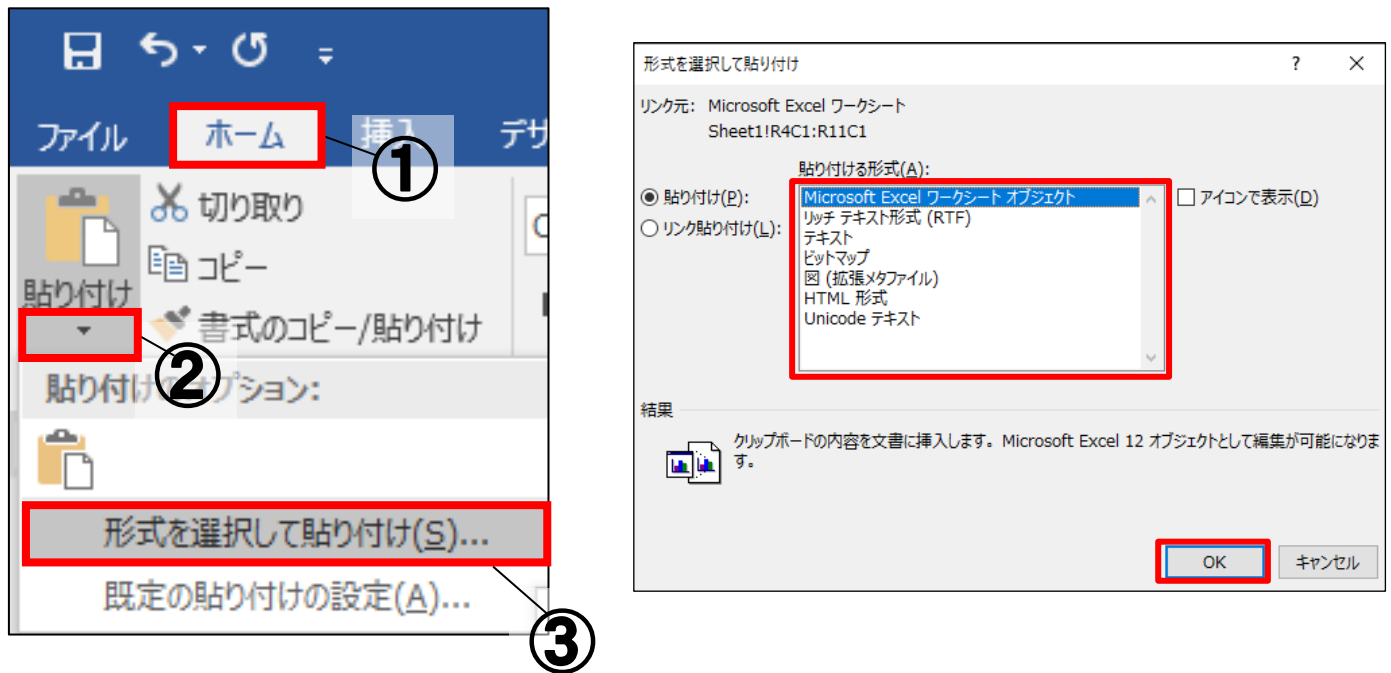 ファイル ホーム 挿入 デザ
①
切り取り
コピー
貼り付け
書式のコピー/貼り付け
②
貼り付けのオプション:
形式を選択して貼り付け(S)...
既定の貼り付けの設定(A)...
③
形式を選択して貼り付け ? ×
リンク元: Microsoft Excel ワークシート
Sheet1!R4C1:R11C1
貼り付ける形式(A):
貼り付け(P):
リンク貼り付け(L):
Microsoft Excel ワークシート オブジェクト
リッチ テキスト形式 (RTF)
テキスト
ビットマップ
図 (拡張メタファイル)
HTML 形式
Unicode テキスト
アイコンで表示(D)
結果
クリップボードの内容を文書に挿入します。Microsoft Excel 12 オブジェクトとして編集が可能になりま
す。
OK キャンセル